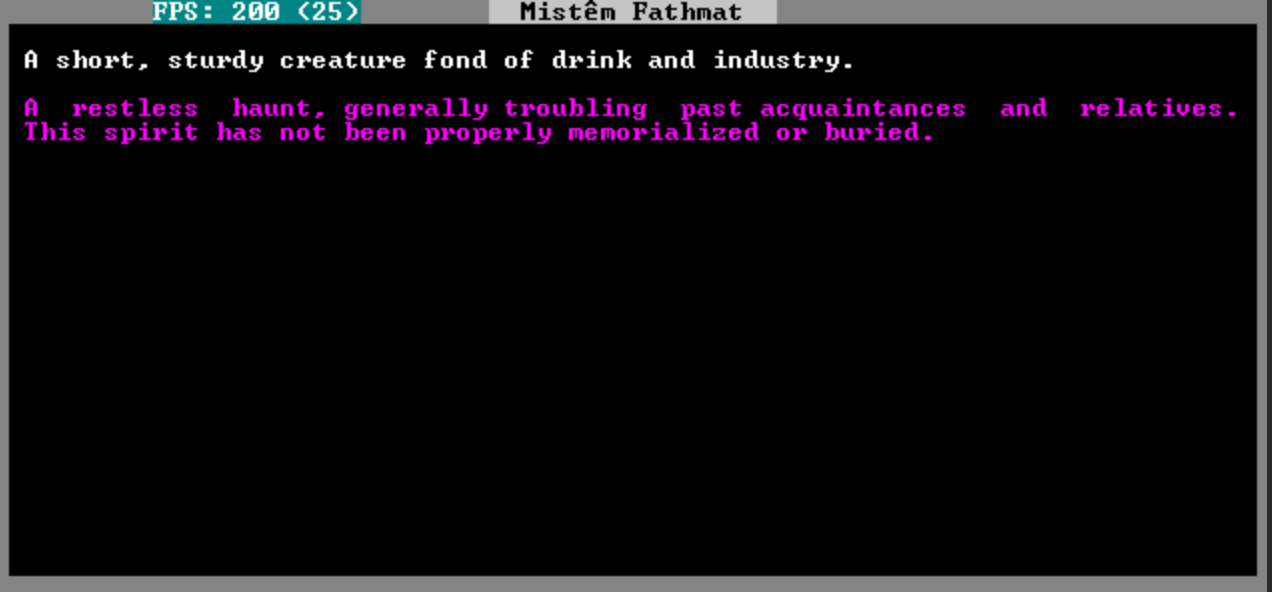 FPS: 200 (25) Mistêm Fathmat
A short, sturdy creature fond of drink and industry.
A restless haunt, generally troubling past acquaintances and relatives.
This spirit has not been properly memorialized or buried.